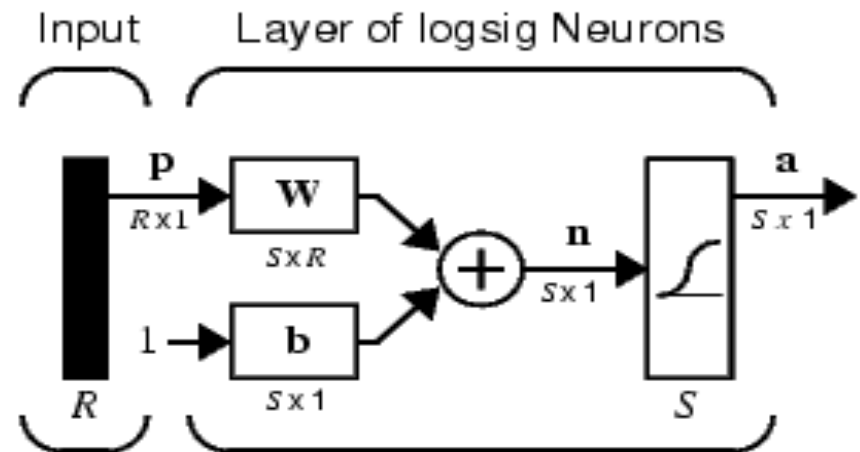 Input
Layer of logsig Neurons
p
R x 1
W
S x R
1
b
S x 1
+
n
S x 1
a
S x 1
R
S